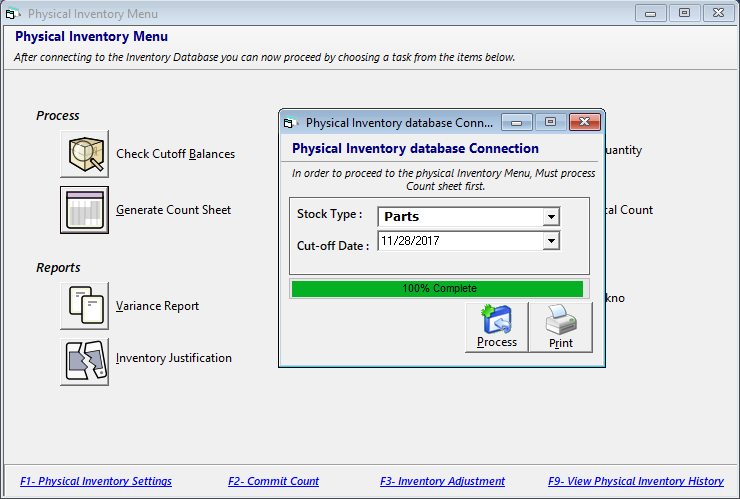 Physical Inventory Menu
Physical Inventory Menu
After connecting to the Inventory Database you can now proceed by choosing a task from the items below.
Process
Check Cutoff Balances
Generate Count Sheet
Reports
Variance Report
Inventory Justification
Physical Inventory database Conn...
Physical Inventory database Connection
In order to proceed to the physical Inventory Menu, Must process
Count sheet first.
Stock Type :
Parts
Cut-off Date :
11/28/2017
100% Complete
Process
Print
uantity
al Count
kno
F1- Physical Inventory Settings
F2- Commit Count
F3- Inventory Adjustment
F9- View Physical Inventory History